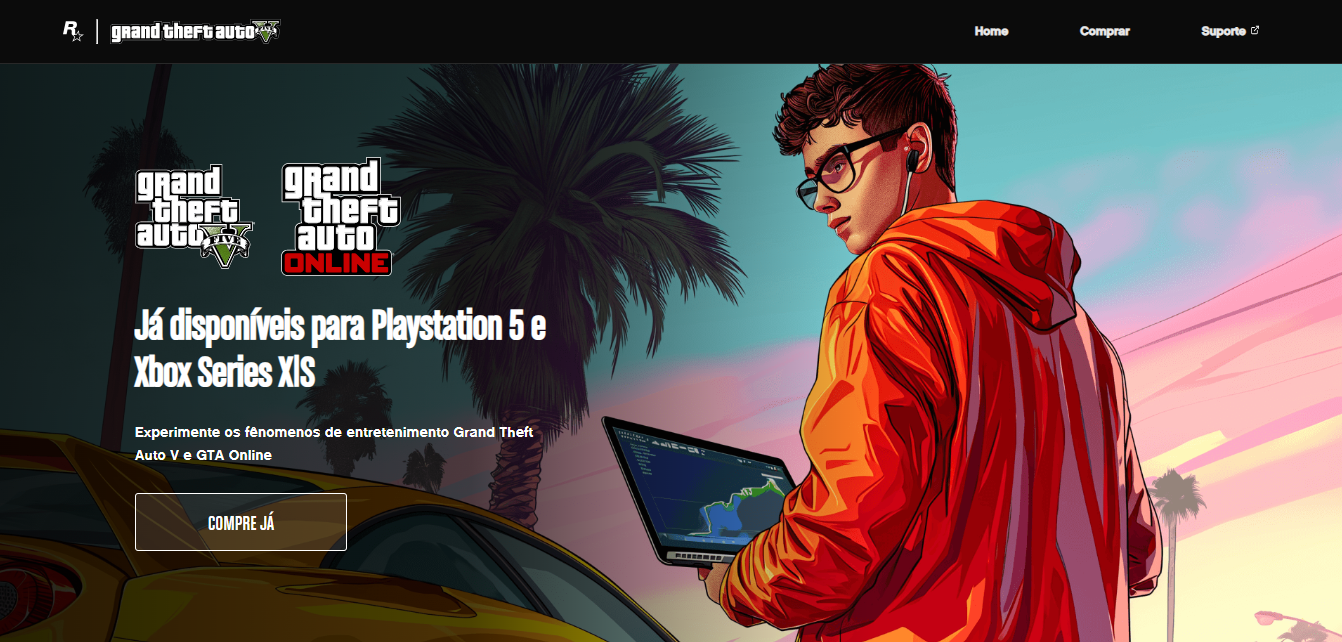 R
grand theft auto V
Home
Comprar
Suporte
grand
theft
auto
FIVE
V
grand
theft
auto
ONLINE
Já disponíveis para Playstation 5 e
Xbox Series X|S
Experimente os fênomenos de entretenimento Grand Theft
Auto V e GTA Online
COMPRE JÁ